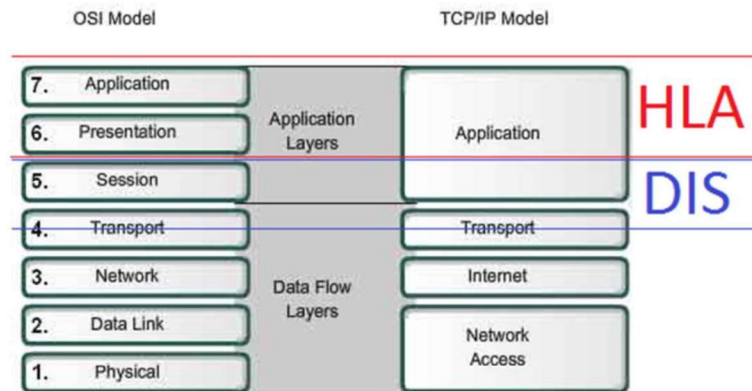 OSI Model
TCP/IP Model
7. Application
6. Presentation
5. Session
4. Transport
3. Network
2. Data Link
1. Physical
Application
Layers
Data Flow
Layers
Application
Transport
Internet
Network
Access
HLA
DIS